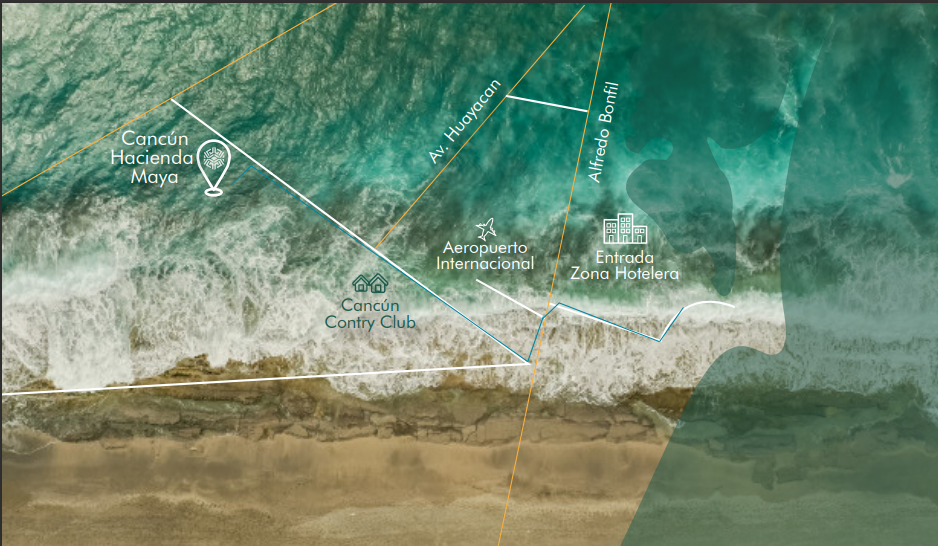 Cancún
Hacienda
Maya
Av. Huayacan
Alfredo Bonfil
Aeropuerto
Internacional
Entrada
Zona Hotelera
Cancún
Contry Club